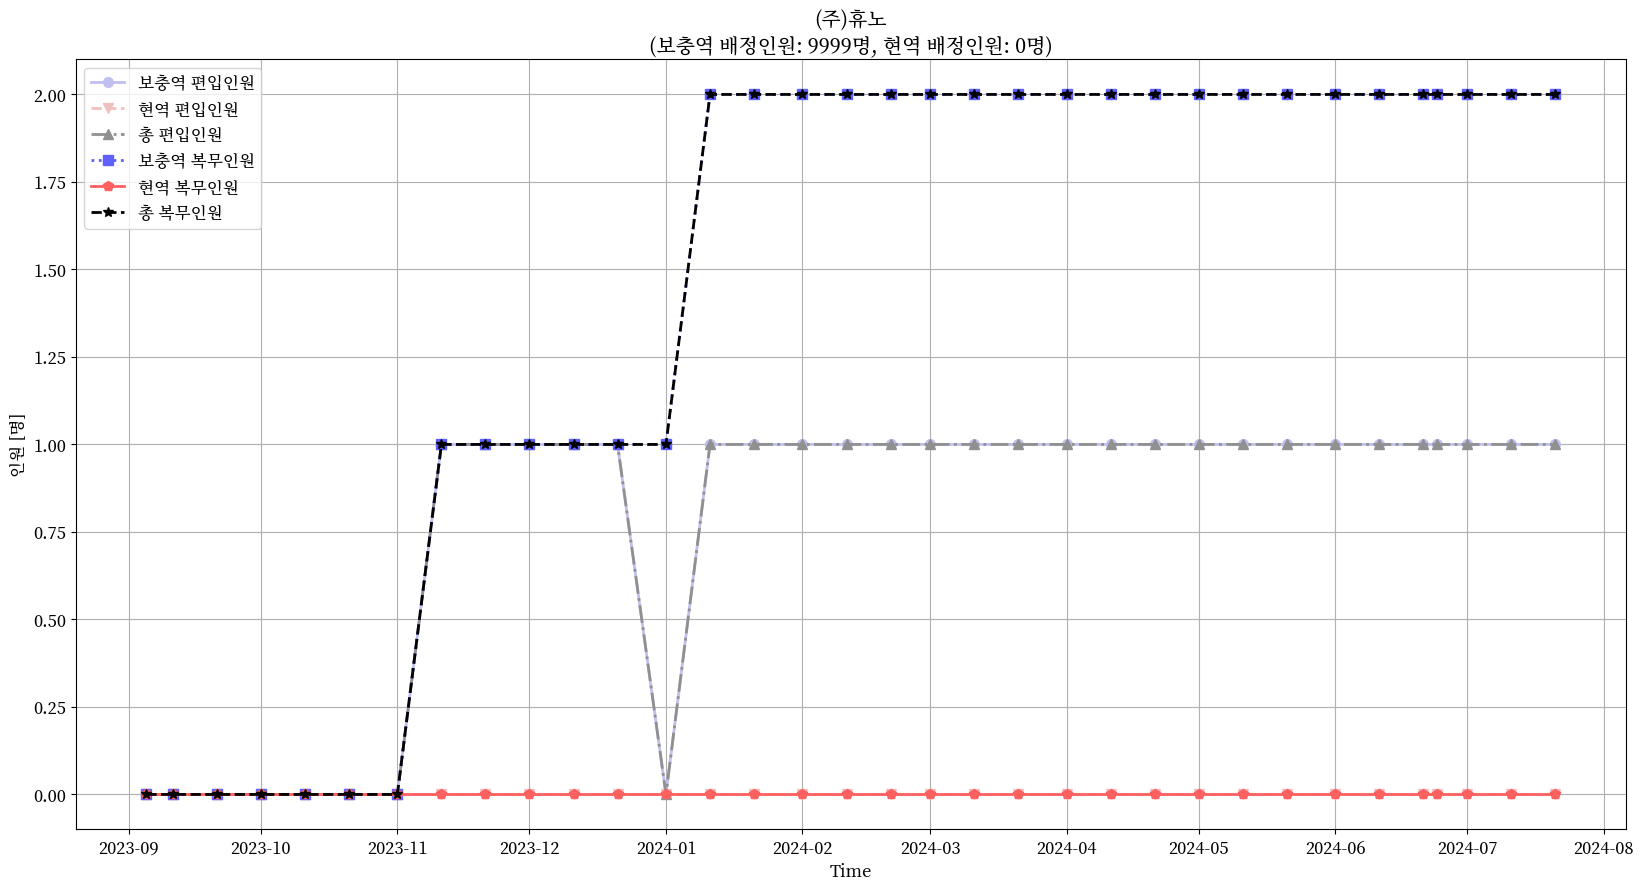 (주)휴노
(보충역 배정인원: 9999명, 현역 배정인원: 0명)
보충역 편입인원
현역 편입인원
총 편입인원
보충역 복무인원
현역 복무인원
총 복무인원
인원 [명]
2.00
1.75
1.50
1.25
1.00
0.75
0.50
0.25
0.00
2023-09 2023-10 2023-11 2023-12 2024-01 2024-02 2024-03 2024-04 2024-05 2024-06 2024-07 2024-08
Time